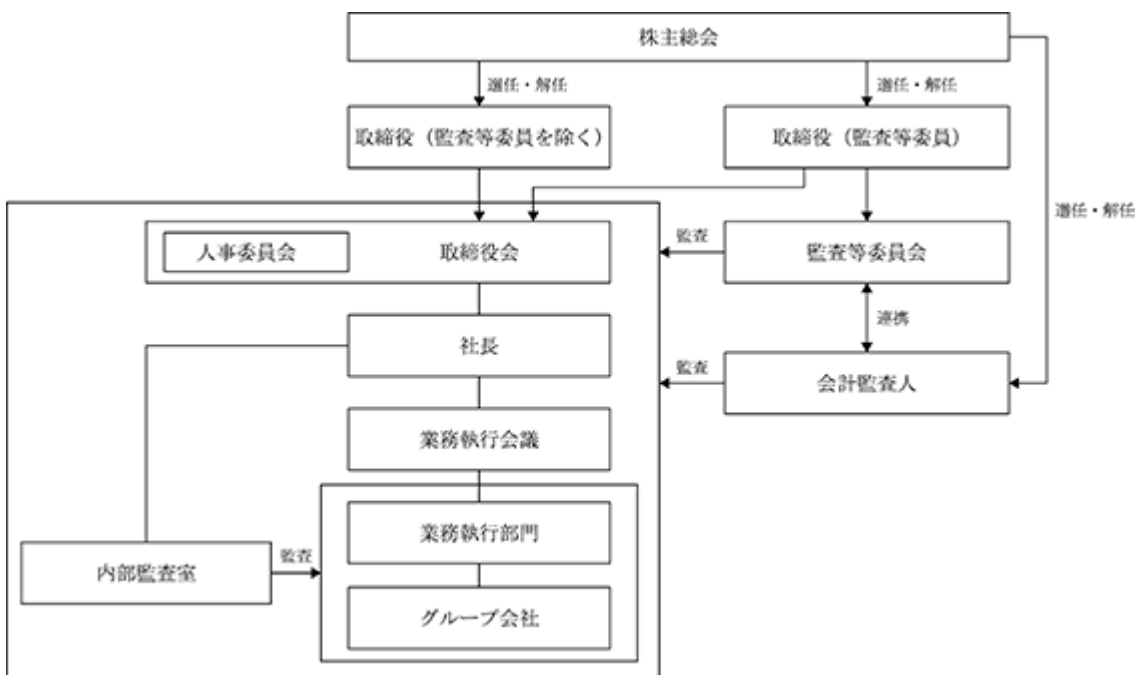 株主総会
選任・解任
選任・解任
取締役（監査等委員を除く）
取締役（監査等委員）
選任・解任
人事委員会
取締役会
監査
監査等委員会
連携
社長
監査
会計監査人
業務執行会議
業務執行部門
内部監査室
監査
グループ会社